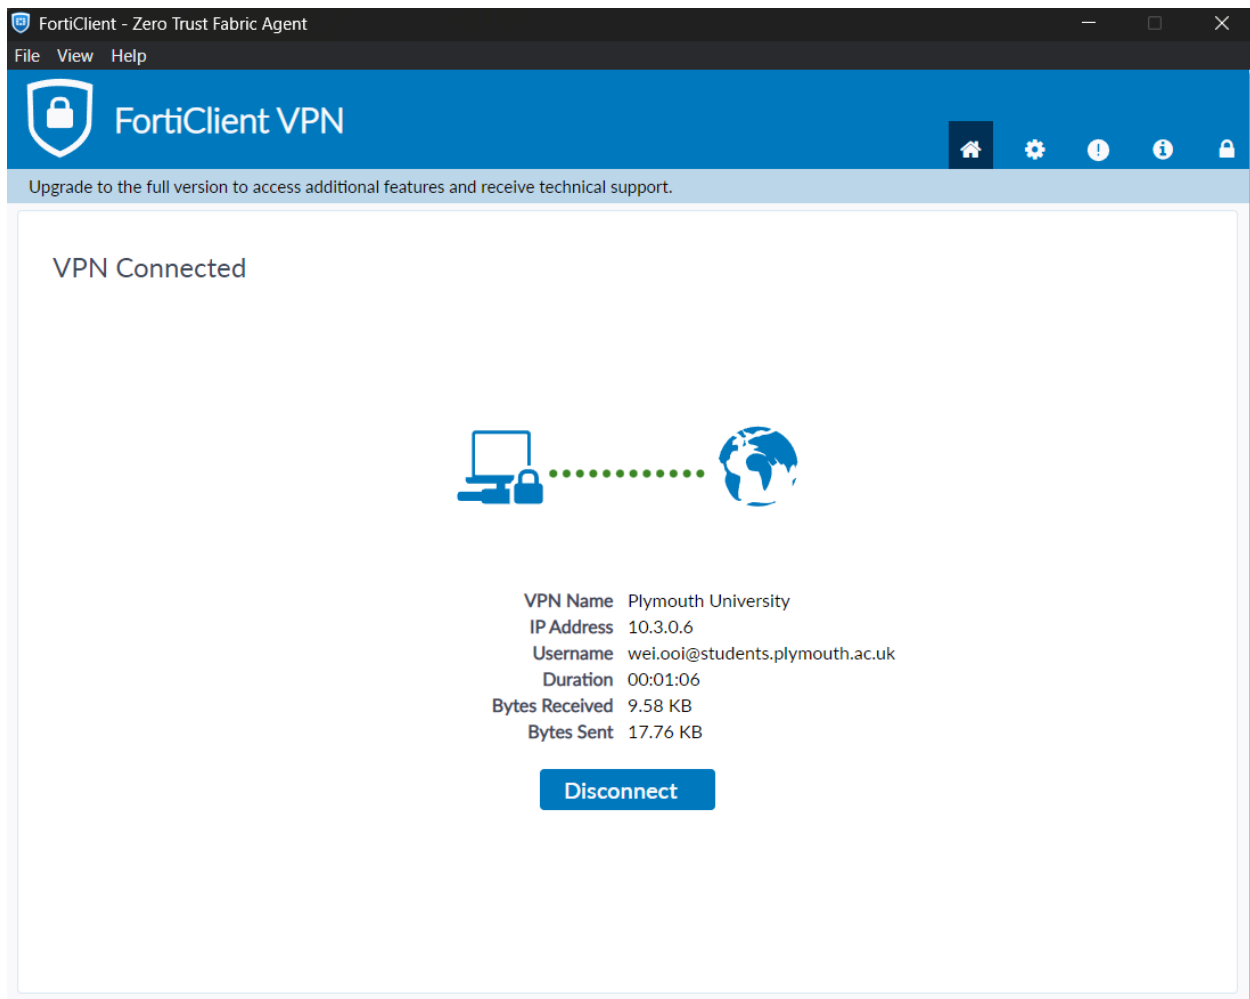 FortiClient - Zero Trust Fabric Agent
File View Help
FortiClient VPN
Upgrade to the full version to access additional features and receive technical support.
VPN Connected
VPN Name Plymouth University
IP Address 10.3.0.6
Username wei.ooi@students.plymouth.ac.uk
Duration 00:01:06
Bytes Received 9.58 KB
Bytes Sent 17.76 KB
Disconnect